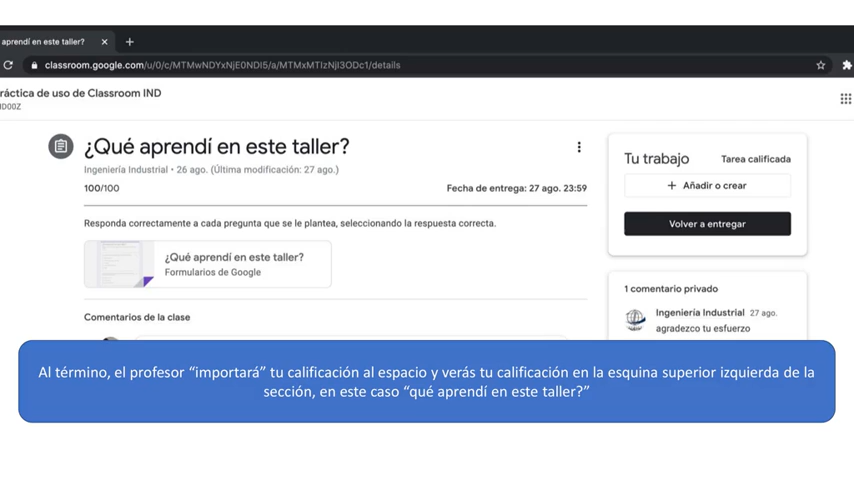 aprendí en este taller?
classroom.google.com/u/0/c/MTMwNDYxNjE0NDI5/a/MTMxMTIzNjI3ODc1/details
ráctica de uso de Classroom IND
ID00Z
¿Qué aprendí en este taller?
Ingeniería Industrial • 26 ago. (Última modificación: 27 ago.)
100/100
Fecha de entrega: 27 ago. 23:59
Responda correctamente a cada pregunta que se le plantea, seleccionando la respuesta correcta.
¿Qué aprendí en este taller?
Formularios de Google
Comentarios de la clase
Tu trabajo
Tarea calificada
+ Añadir o crear
Volver a entregar
1 comentario privado
Ingeniería Industrial 27 ago.
agradezco tu esfuerzo
Al término, el profesor “importará” tu calificación al espacio y verás tu calificación en la esquina superior izquierda de la
sección, en este caso “qué aprendí en este taller?”